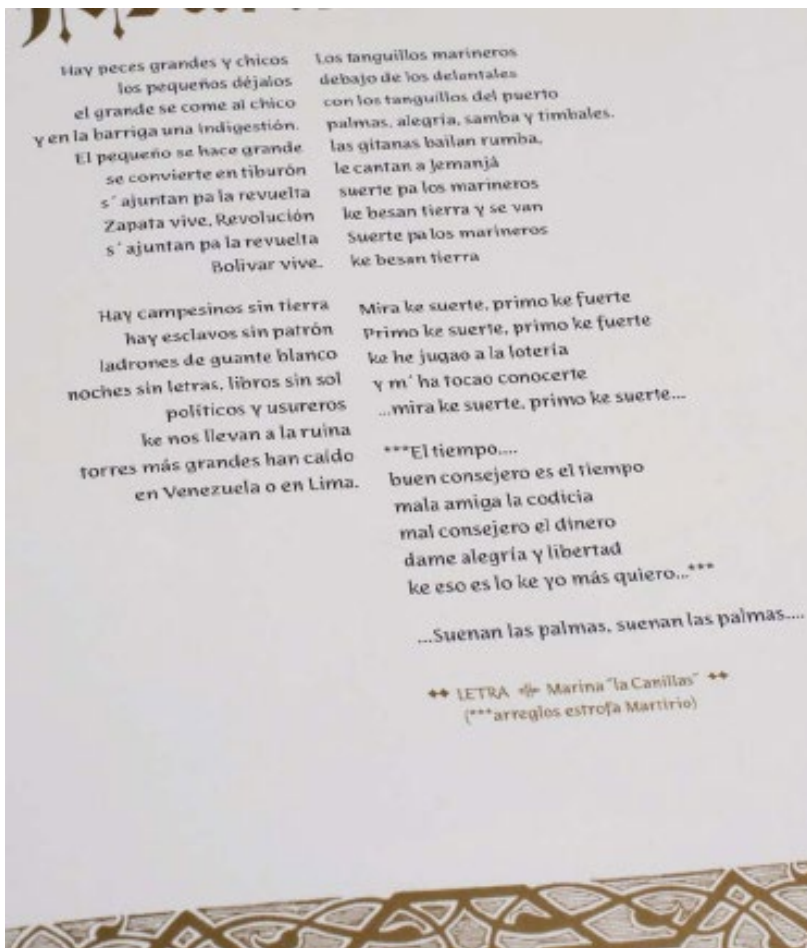 Hay peces grandes y chicos
los pequeños déjalos
el grande se come al chico
y en la barriga una indigestión.
El pequeño se hace grande
se convierte en tiburón
s´ajuntan pa la revuelta
Zapata vive, Revolución
s´ajuntan pa la revuelta
Bolivar vive.
Hay campesinos sin tierra
hay esclavos sin patrón
ladrones de guante blanco
noches sin letras, libros sin sol
políticos y usureros
ke nos llevan a la ruina
torres más grandes han caído
en Venezuela o en Lima.
Los tanguillos marineros
debajo de los delantales
con los tanguillos del puerto
palmas, alegría, samba y timbales.
las gitanas bailan rumba,
le cantan a Jemanjá
suerte pa los marineros
ke besan tierra y se van
Suerte pa los marineros
ke besan tierra
Mira ke suerte, primo ke fuerte
Primo ke suerte, primo ke fuerte
ke he jugao a la lotería
y m´ha tocao conocerte
...mira ke suerte, primo ke suerte...
***El tiempo....
buen consejero es el tiempo
mala amiga la codicia
mal consejero el dinero
dame alegría y libertad
ke eso es lo ke yo más quiero...***
...Suenan las palmas, suenan las palmas....
LETRA Marina "la Canillas"
(***arreglos estrofa Martirio)